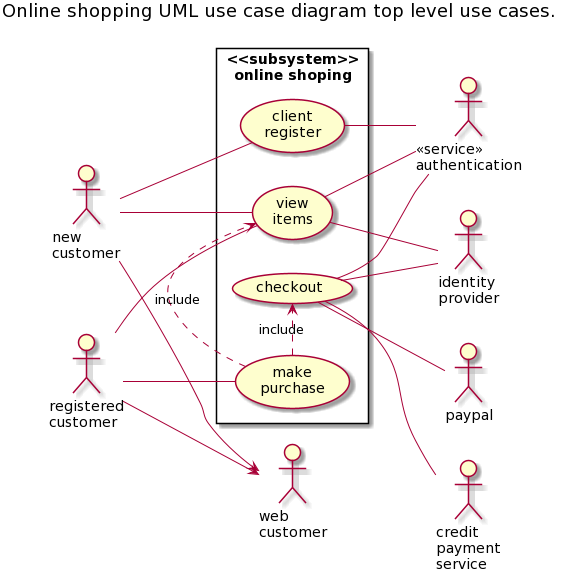 Online shopping UML use case diagram top level use cases.
<<subsystem>>
online shoping
client
register
«service»
authentication
view
items
new
customer
checkout
identity
provider
include
include
make
purchase
registered
customer
paypal
web
customer
credit
payment
service